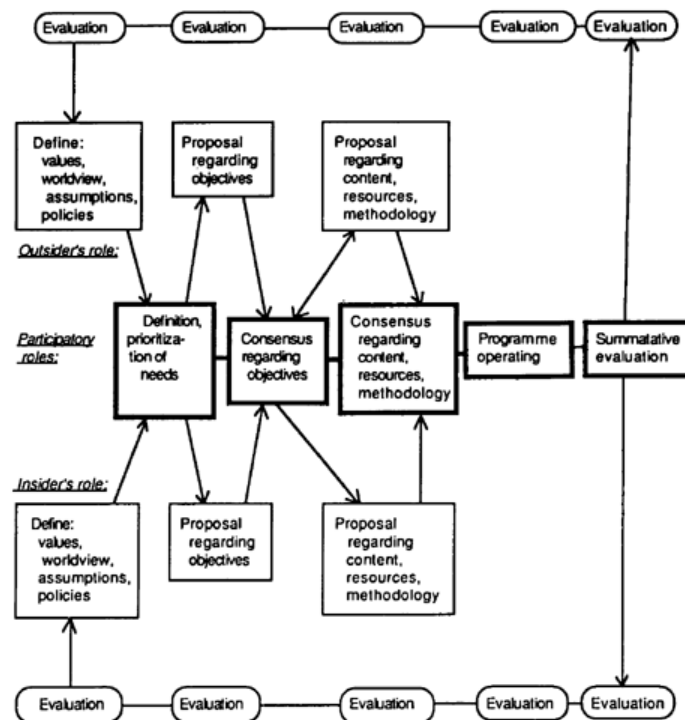 Evaluation
Evaluation
Evaluation
Evaluation
Evaluation
Define:
values,
worldview,
assumptions,
policies
Proposal
regarding
objectives
Proposal
regarding
content,
resources,
methodology
Outsider's role:
Participatory
roles:
Definition,
prioritiza-
tion of
needs
Consensus
regarding
objectives
Consensus
regarding
content,
resources,
methodology
Programme
operating
Summatative
evaluation
Insider's role:
Define:
values,
worldview,
assumptions,
policies
Proposal
regarding
objectives
Proposal
regarding
content,
resources,
methodology
Evaluation
Evaluation
Evaluation
Evaluation
Evaluation